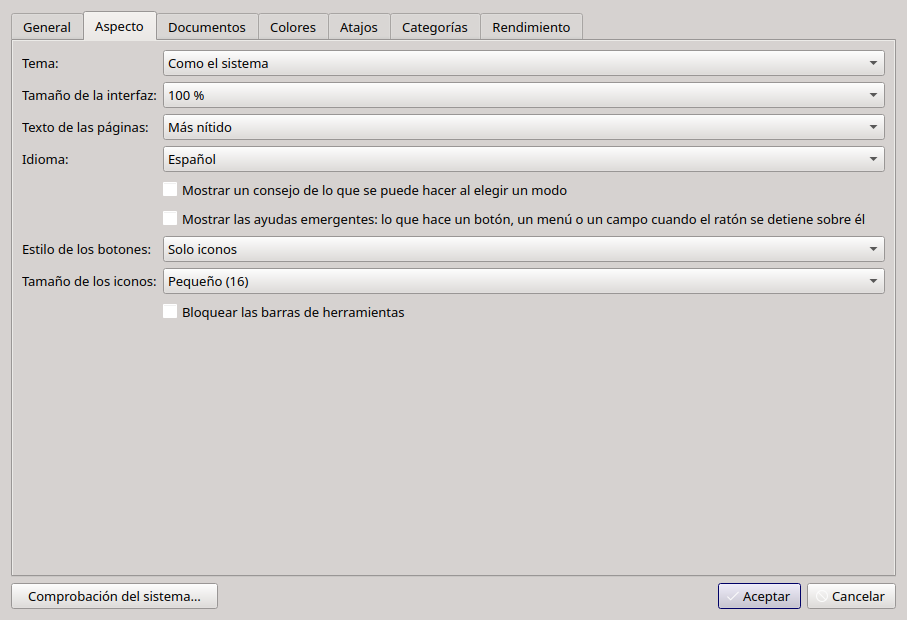 General Aspecto Documentos Colores Atajos Categorías Rendimiento
Tema: Como el sistema
Tamaño de la interfaz: 100 %
Texto de las páginas: Más nítido
Idioma: Español
Mostrar un consejo de lo que se puede hacer al elegir un modo
Mostrar las ayudas emergentes: lo que hace un botón, un menú o un campo cuando el ratón se detiene sobre él
Estilo de los botones: Solo iconos
Tamaño de los iconos: Pequeño (16)
Bloquear las barras de herramientas
Comprobación del sistema... Aceptar Cancelar